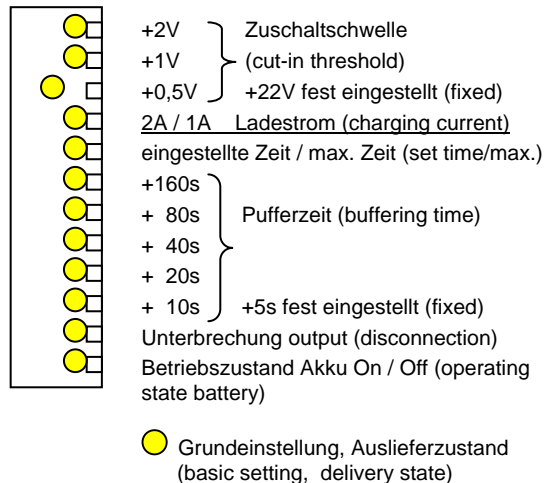 +2V Zuschaltschwelle
+1V (cut-in threshold)
+0,5V +22V fest eingestellt (fixed)
2A / 1A Ladestrom (charging current)
eingestellte Zeit / max. Zeit (set time/max.)
+160s
+ 80s Pufferzeit (buffering time)
+ 40s
+ 20s
+ 10s +5s fest eingestellt (fixed)
Unterbrechung output (disconnection)
Betriebszustand Akku On / Off (operating
state battery)
Grundeinstellung, Auslieferzustand
(basic setting, delivery state)